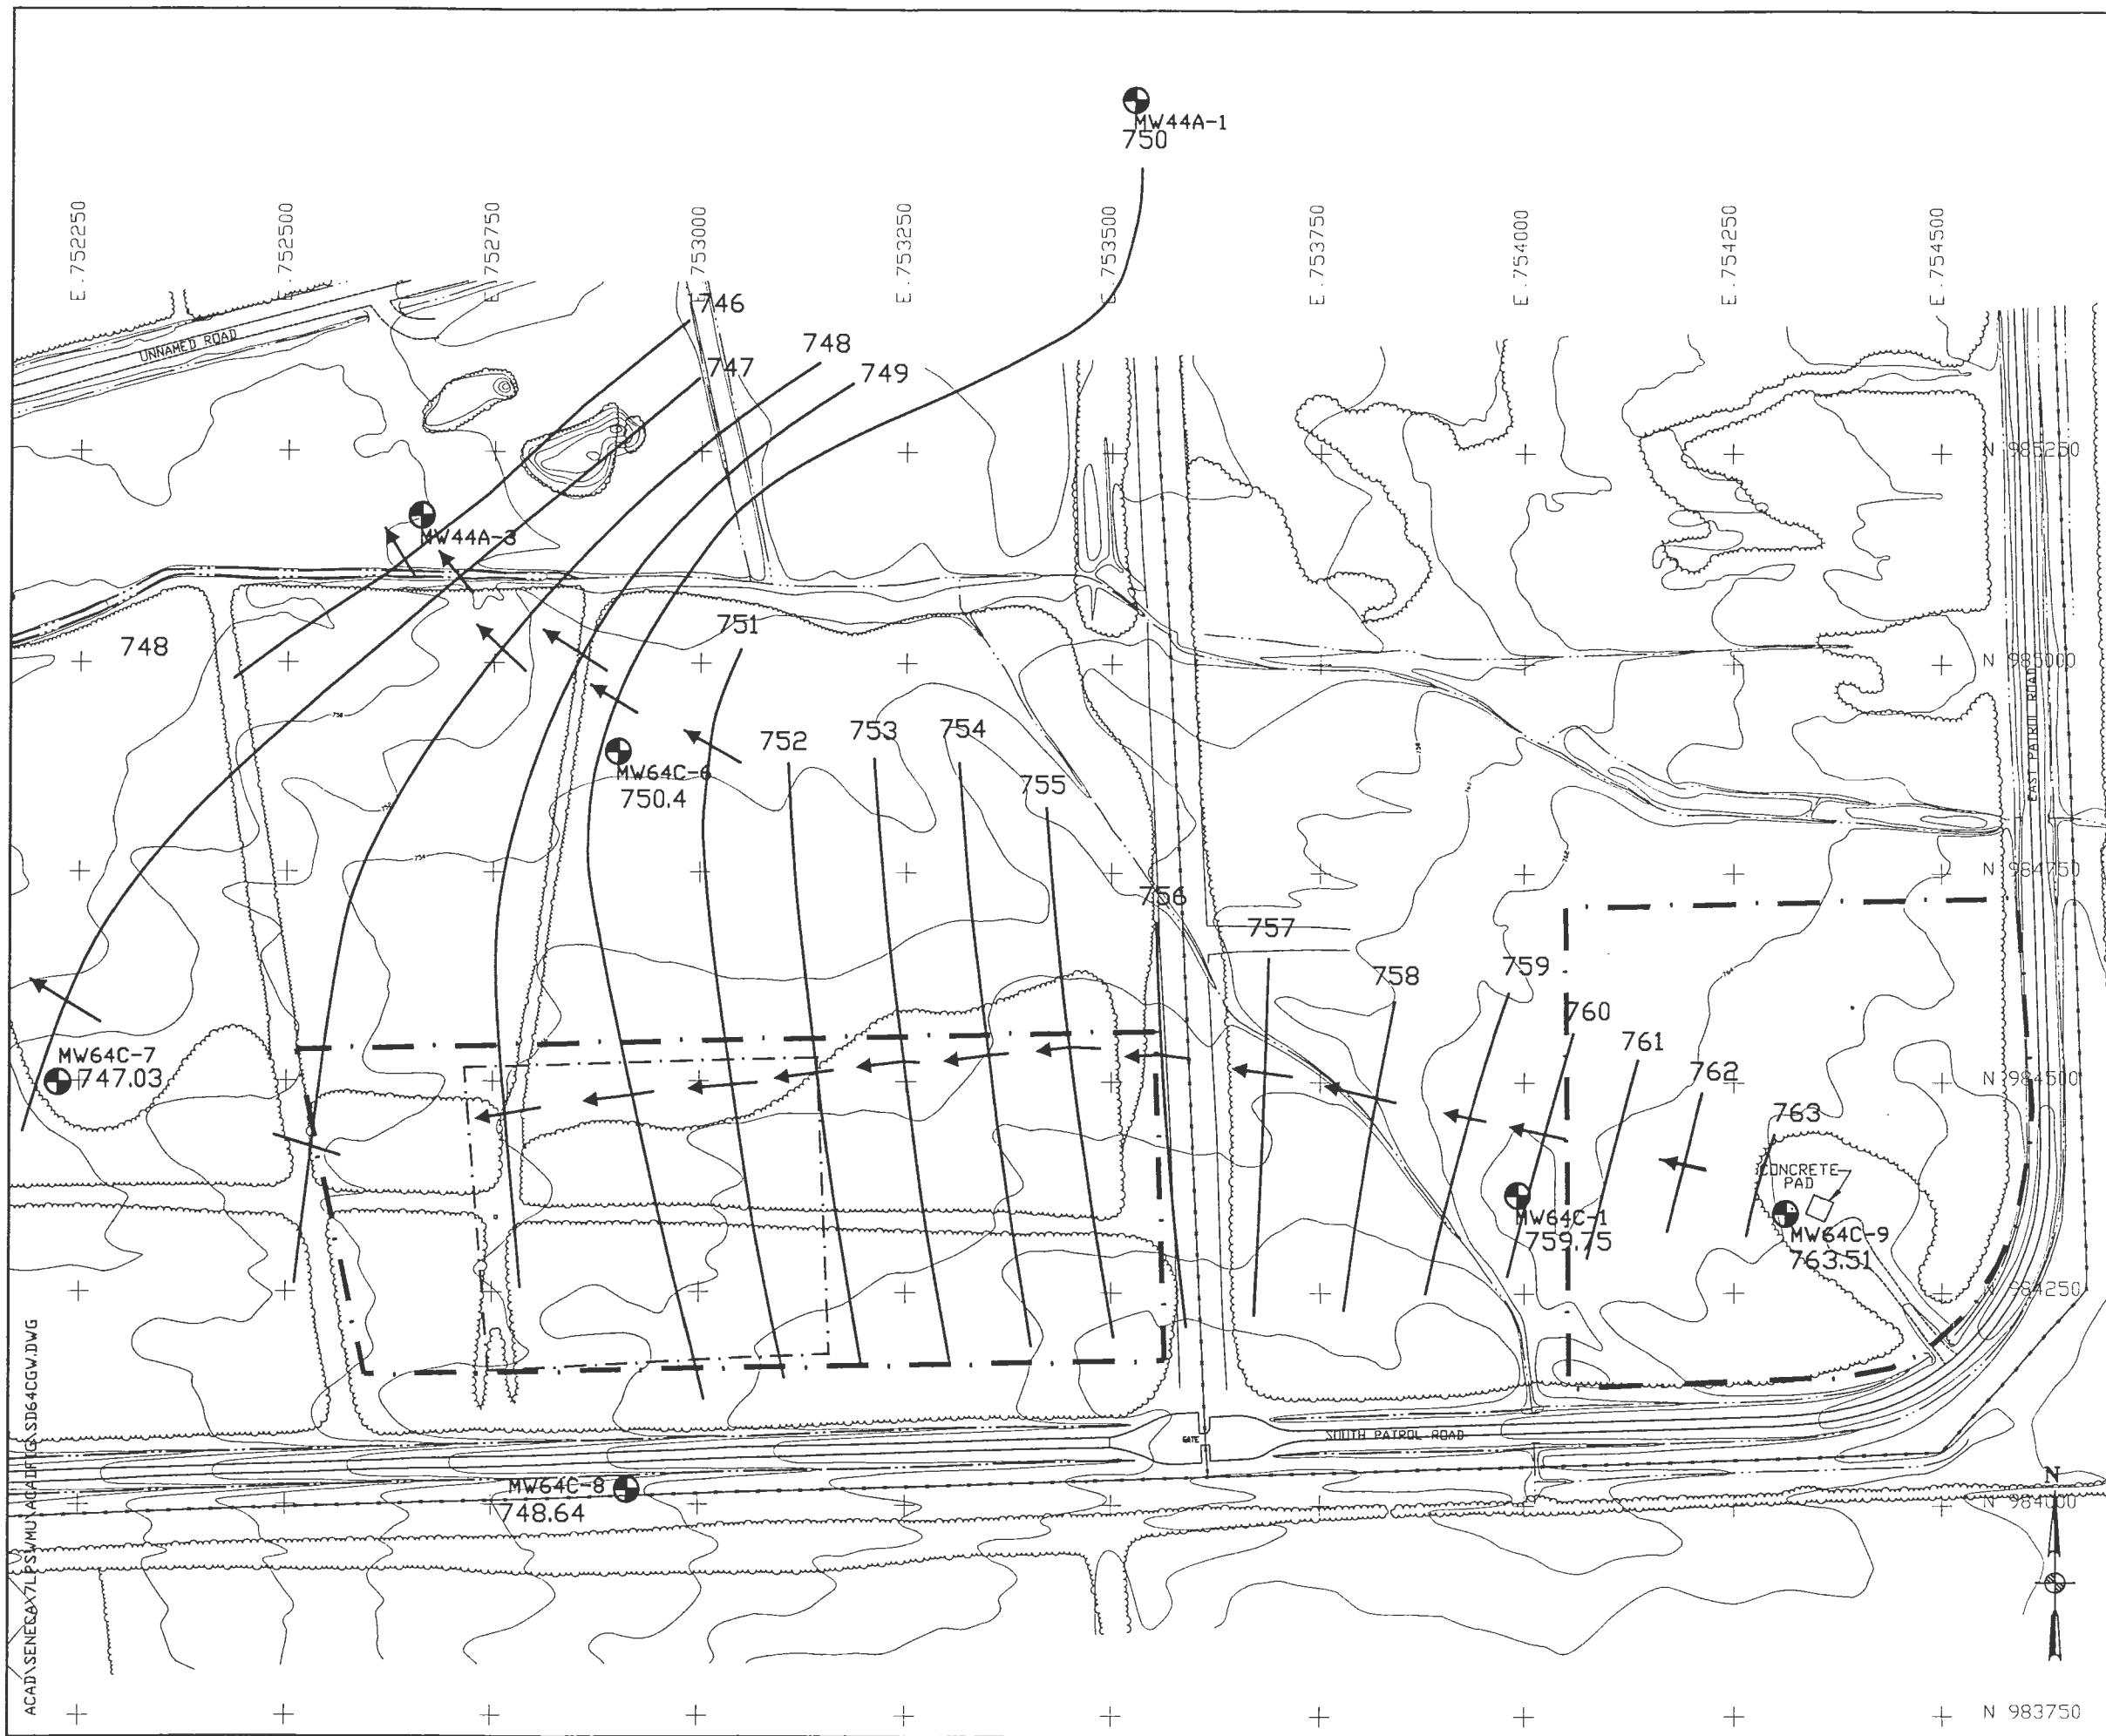 MW44A-1
750
E.752250
E.752500
E.752750
E.753000
E.753250
E.753500
E.753750
E.754000
E.754250
E.754500
746
UNNAMED ROAD
748
747
749
N 985250
MW44A-3
751
748
N 985000
EAST PATROL ROAD
752
753
754
MW64C-6
750.4
755
N 984750
756
757
758
759
760
761
762
763
MW64C-7
747.03
N 984500
CONCRETE
PAD
MW64C-1
759.75
MW64C-9
763.51
N 984250
GATE
SOUTH PATROL ROAD
MW64C-8
748.64
N
N 984000
N 983750